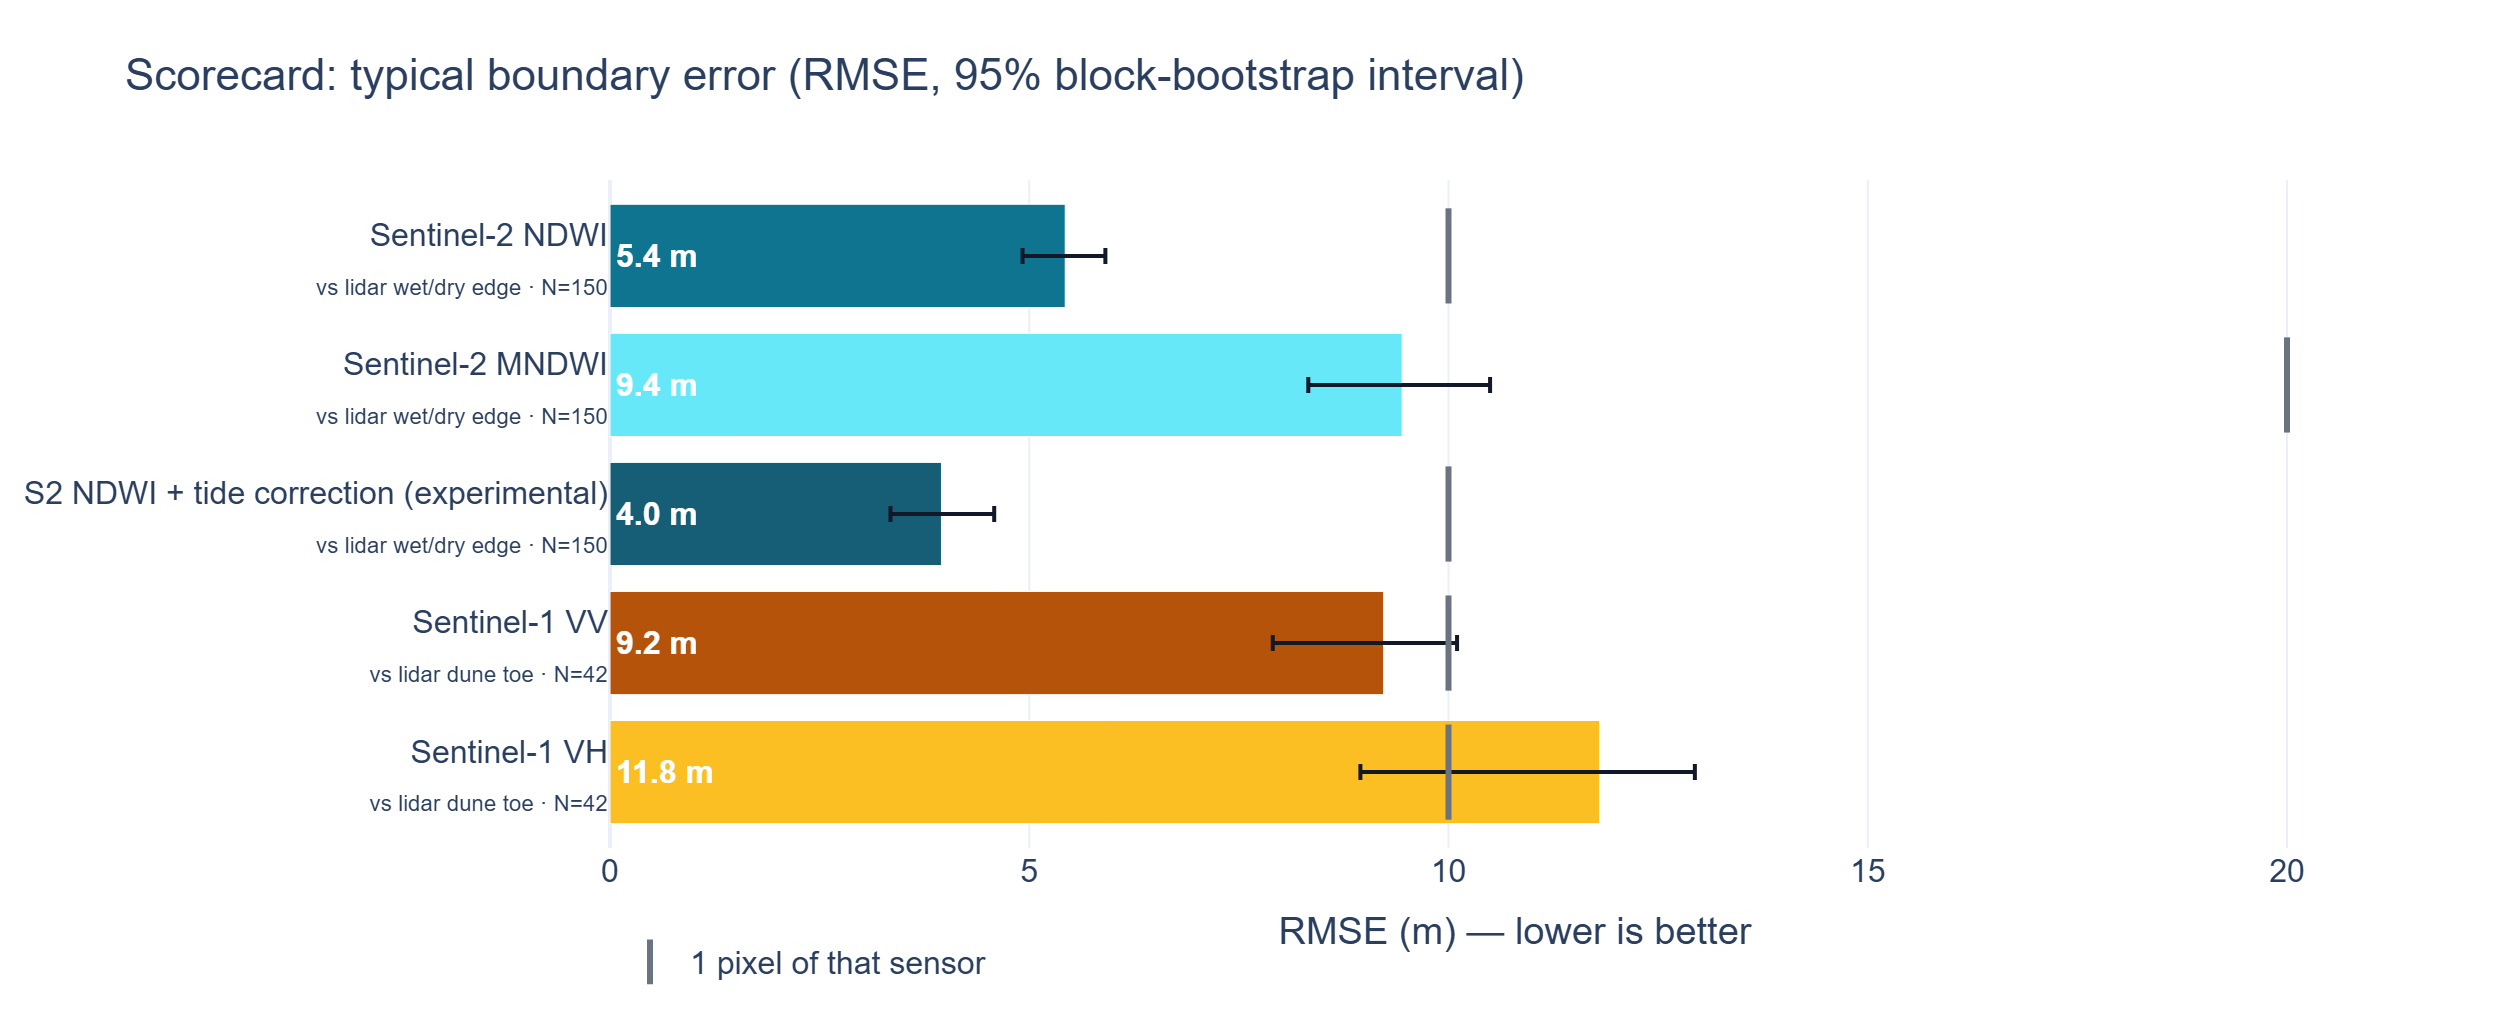 Scorecard: typical boundary error (RMSE, 95% block-bootstrap interval)
Sentinel-2 NDWI
vs lidar wet/dry edge · N=150
5.4 m
Sentinel-2 MNDWI
vs lidar wet/dry edge · N=150
9.4 m
S2 NDWI + tide correction (experimental)
vs lidar wet/dry edge · N=150
4.0 m
Sentinel-1 VV
vs lidar dune toe · N=42
9.2 m
Sentinel-1 VH
vs lidar dune toe · N=42
11.8 m
0 5 10 15 20
RMSE (m) — lower is better
1 pixel of that sensor